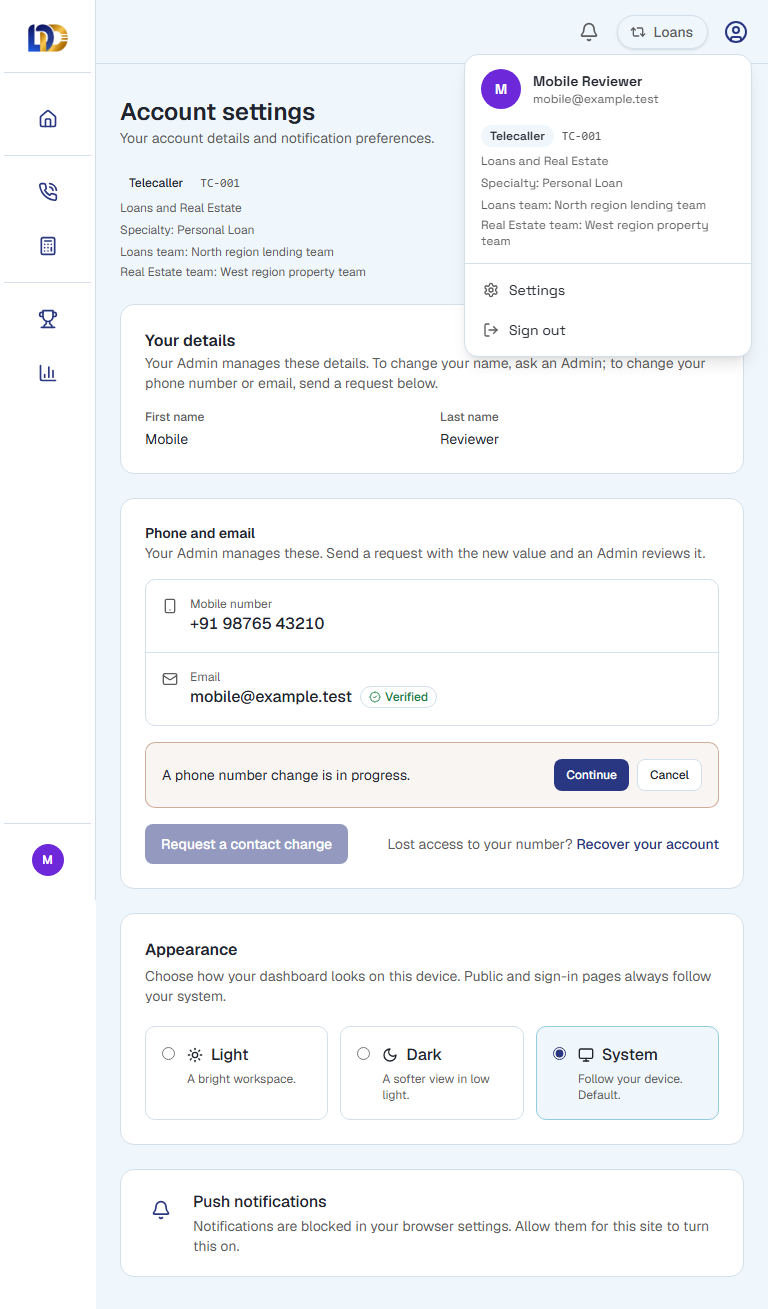 Loans
M
Mobile Reviewer
mobile@example.test
Telecaller TC-001
Loans and Real Estate
Specialty: Personal Loan
Loans team: North region lending team
Real Estate team: West region property
team
Settings
Sign out
Account settings
Your account details and notification preferences.
Telecaller TC-001
Loans and Real Estate
Specialty: Personal Loan
Loans team: North region lending team
Real Estate team: West region property team
Your details
Your Admin manages these details. To change your name, ask an Admin; to change your
phone number or email, send a request below.
First name Last name
Mobile Reviewer
Phone and email
Your Admin manages these. Send a request with the new value and an Admin reviews it.
Mobile number
+91 98765 43210
Email
mobile@example.test Verified
A phone number change is in progress. Continue Cancel
Request a contact change Lost access to your number? Recover your account
M
Appearance
Choose how your dashboard looks on this device. Public and sign-in pages always follow
your system.
Light
A bright workspace.
Dark
A softer view in low
light.
System
Follow your device.
Default.
Push notifications
Notifications are blocked in your browser settings. Allow them for this site to turn
this on.